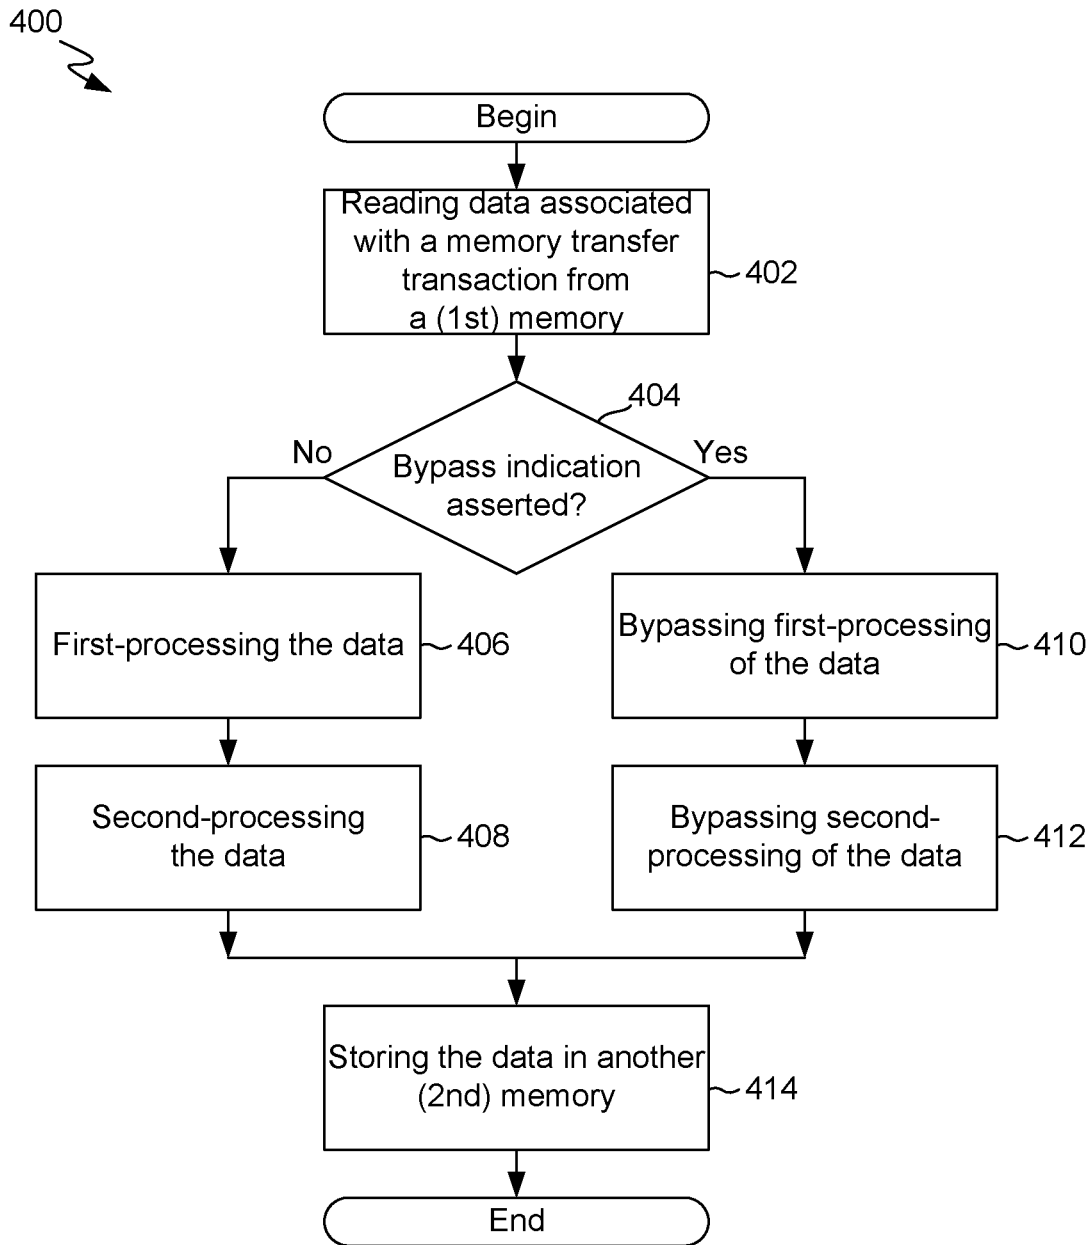 400
Begin
Reading data associated
with a memory transfer
transaction from
a (1st) memory
402
404
No
Yes
Bypass indication
asserted?
First-processing the data
406
Bypassing first-processing
of the data
410
Second-processing
the data
408
Bypassing second-
processing of the data
412
Storing the data in another
(2nd) memory
414
End